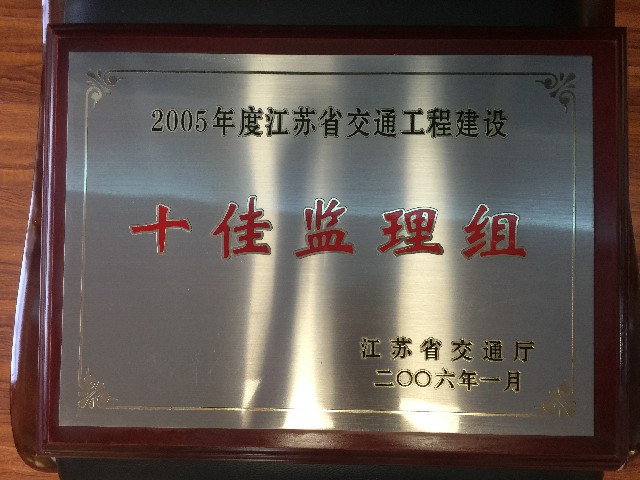 2005年度江苏省交通工程建设
十佳监理组
江苏省交通厅
二〇〇六年一月